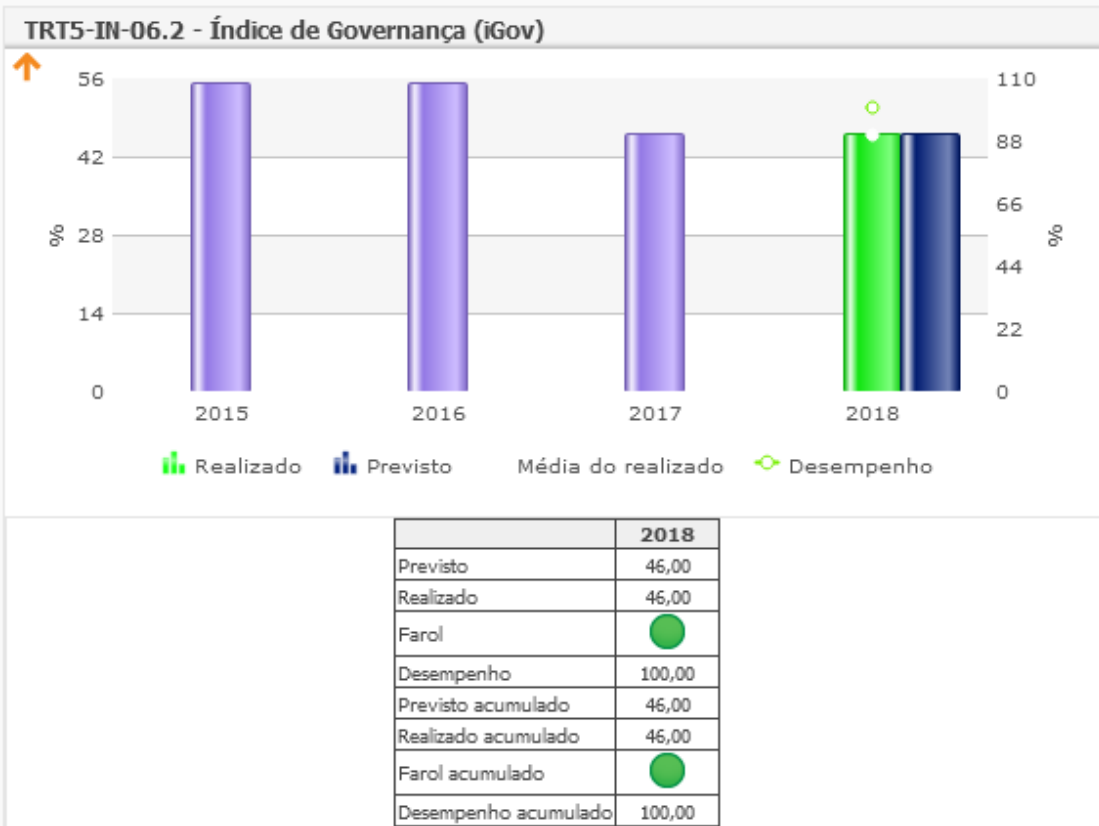 TRT5-IN-06.2 - Índice de Governança (iGov)
56
42
28
14
0
%
110
88
66
44
22
0
%
2015 2016 2017 2018
Realizado Previsto Média do realizado Desempenho
2018
Previsto 46,00
Realizado 46,00
Farol
Desempenho 100,00
Previsto acumulado 46,00
Realizado acumulado 46,00
Farol acumulado
Desempenho acumulado 100,00